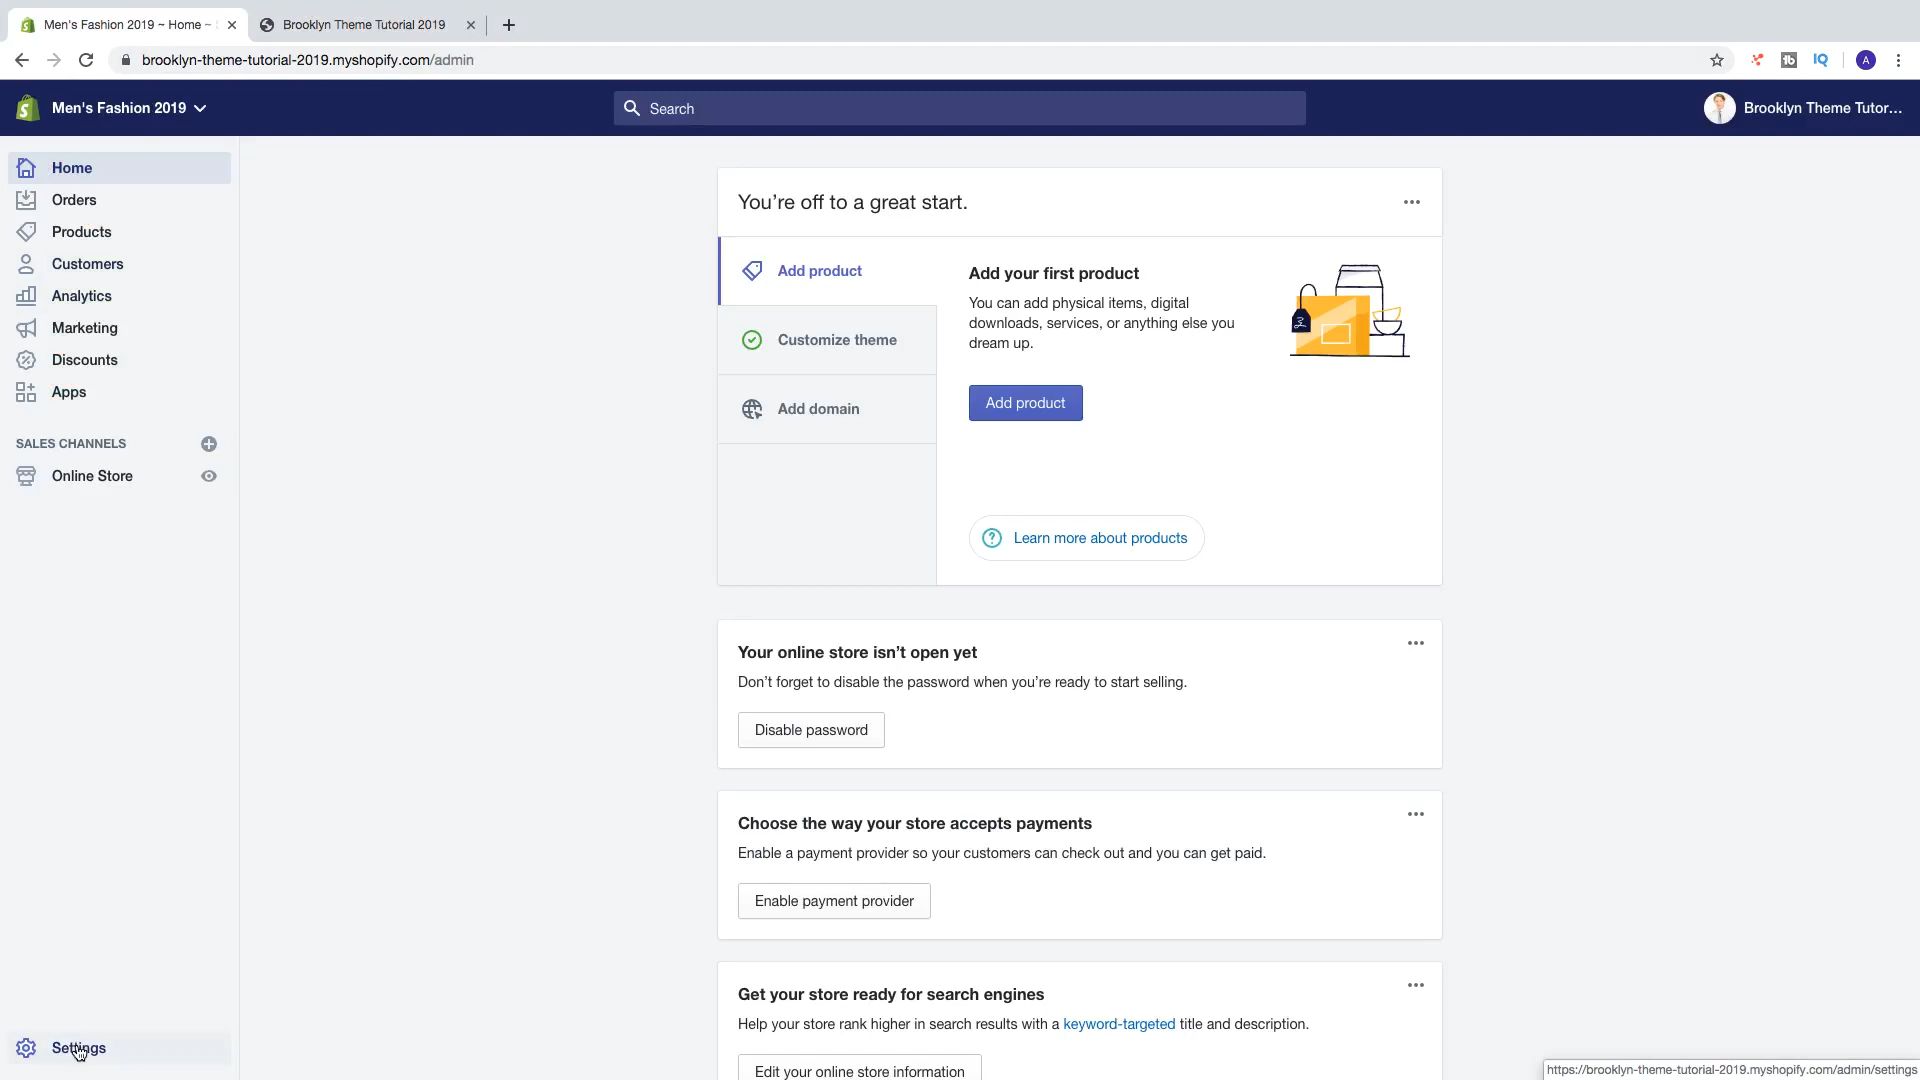 Men's Fashion 2019 ~ Home ~
Brooklyn Theme Tutorial 2019
brooklyn-theme-tutorial-2019.myshopify.com/admin
Men's Fashion 2019
Search
Brooklyn Theme Tutor...
Home
Orders
Products
Customers
Analytics
Marketing
Discounts
Apps
SALES CHANNELS
Online Store
Settings
You're off to a great start.
Add product
Customize theme
Add domain
Add your first product
You can add physical items, digital
downloads, services, or anything else you
dream up.
Add product
Learn more about products
Your online store isn't open yet
Don't forget to disable the password when you're ready to start selling.
Disable password
Choose the way your store accepts payments
Enable a payment provider so your customers can check out and you can get paid.
Enable payment provider
Get your store ready for search engines
Help your store rank higher in search results with a keyword-targeted title and description.
Edit your online store information
https://brooklyn-theme-tutorial-2019.myshopify.com/admin/settings